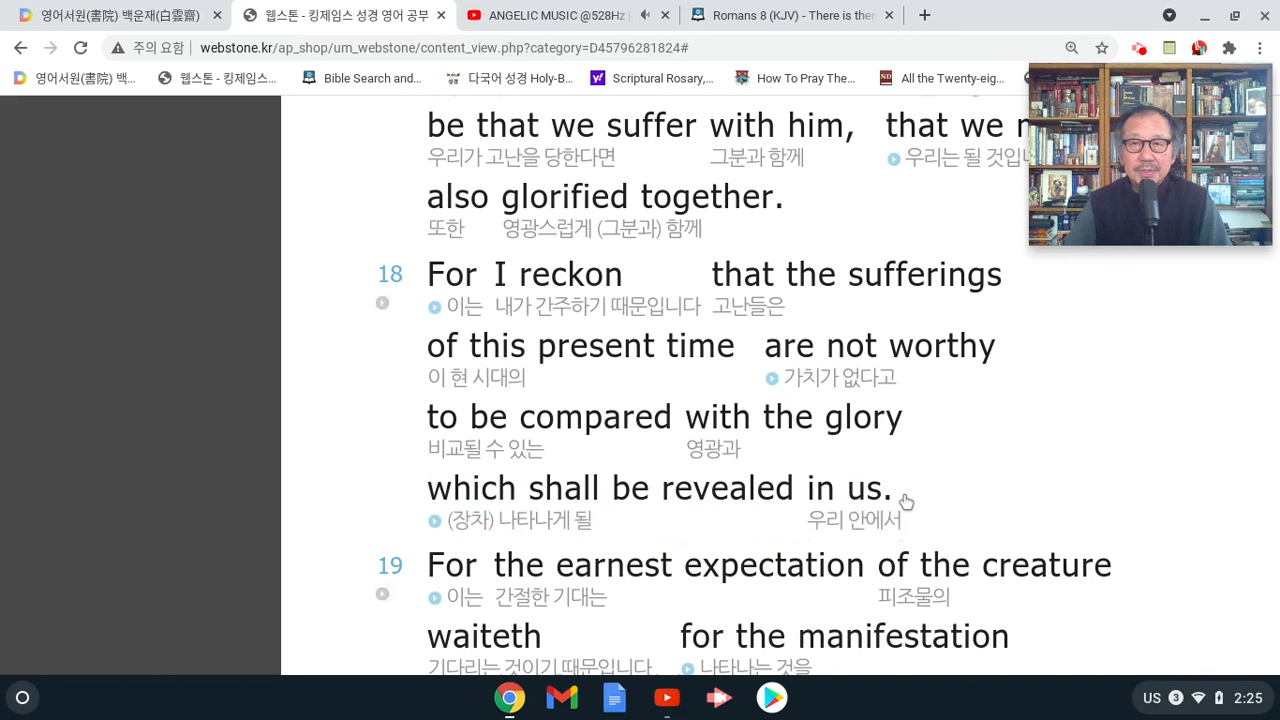 영어서원(書院) 백운재(白雲齋)
웹스톤 - 킹제임스 성경 영어 공부
ANGELIC MUSIC @528Hz
Romans 8 (KJV) - There is ther
주의 요함
webstone.kr/ap_shop/um_webstone/content_view.php?category=D45796281824#
영어서원(書院) 백...
웹스톤 - 킹제임스...
Bible Search and...
다국어 성경 Holy-B...
Scriptural Rosary,...
How To Pray The...
All the Twenty-eig...
be that we suffer with him, that we
우리가 고난을 당한다면 그분과 함께 우리는 될 것입니
also glorified together.
또한 영광스럽게 (그분과) 함께
18 For I reckon that the sufferings
이는 내가 간주하기 때문입니다 고난들은
of this present time are not worthy
이 현 시대의 가치가 없다고
to be compared with the glory
비교될 수 있는 영광과
which shall be revealed in us.
(장차) 나타나게 될 우리 안에서
19 For the earnest expectation of the creature
이는 간절한 기대는 피조물의
waiteth for the manifestation
기다리는 것이기 때문입니다 나타나는 것을
US 3 2:25